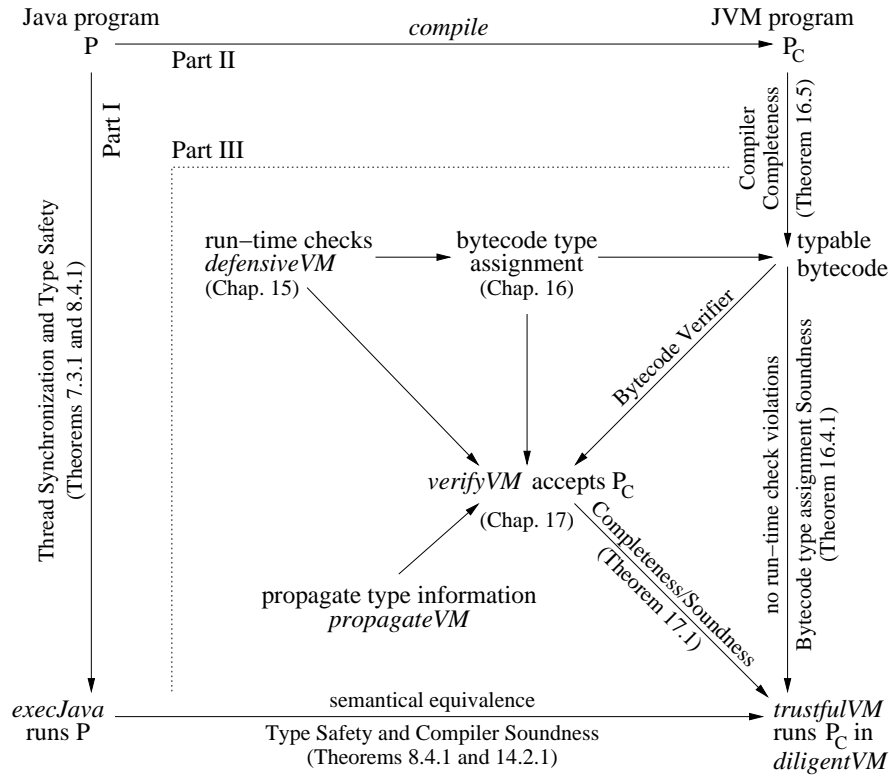 Java program
P
compile
Part II
JVM program
P_C
Part I
Part III
Compiler
Completeness
(Theorem 16.5)
Thread Synchronization and Type Safety
(Theorems 7.3.1 and 8.4.1)
run−time checks
defensiveVM
(Chap. 15)
bytecode type
assignment
(Chap. 16)
typable
bytecode
Bytecode Verifier
no run−time check violations
Bytecode type assignment Soundness
(Theorem 16.4.1)
verifyVM accepts P_C
(Chap. 17)
Completeness/Soundness
(Theorem 17.1)
propagate type information
propagateVM
execJava
runs P
semantical equivalence
Type Safety and Compiler Soundness
(Theorems 8.4.1 and 14.2.1)
trustfulVM
runs P_C in
diligentVM